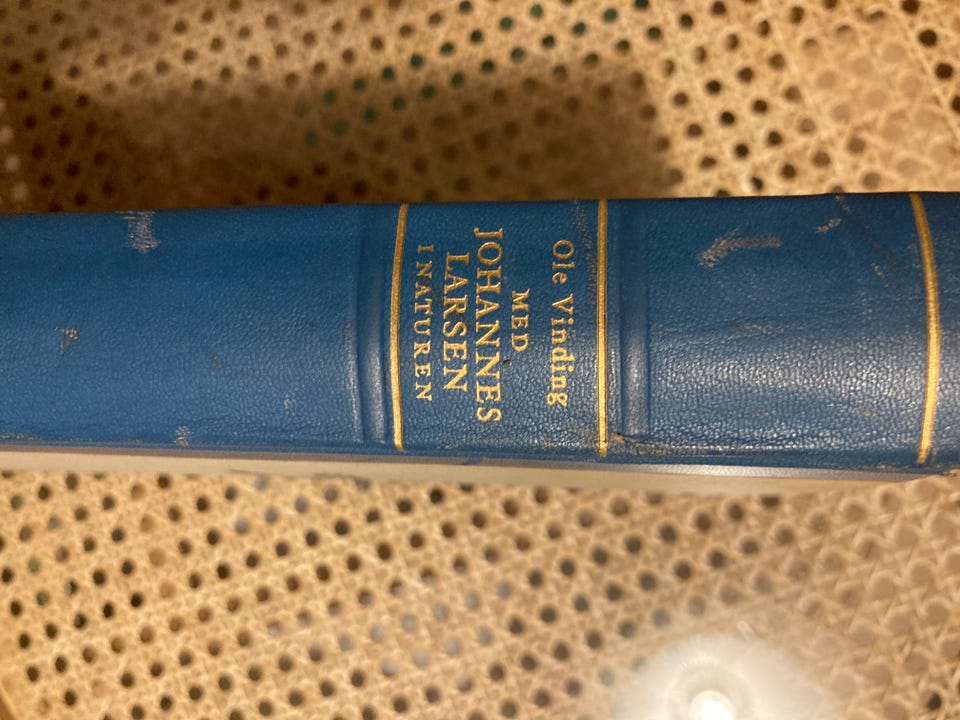 Ole Vinding
MED
JOHANNES
LARSEN
I NATUREN